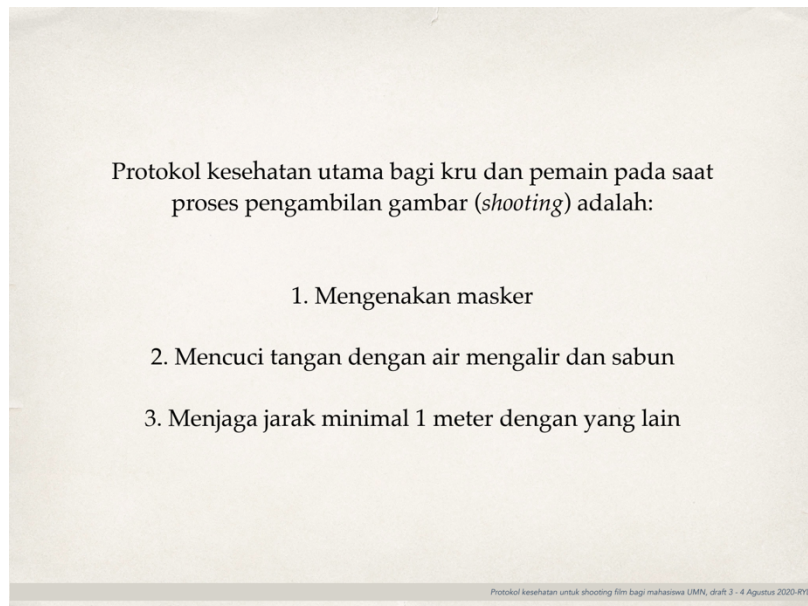 Protokol kesehatan utama bagi kru dan pemain pada saat
proses pengambilan gambar (shooting) adalah:
1. Mengenakan masker
2. Mencuci tangan dengan air mengalir dan sabun
3. Menjaga jarak minimal 1 meter dengan yang lain
Protokol kesehatan untuk shooting film bagi mahasiswa UMN, draft 3 - 4 Agustus 2020-